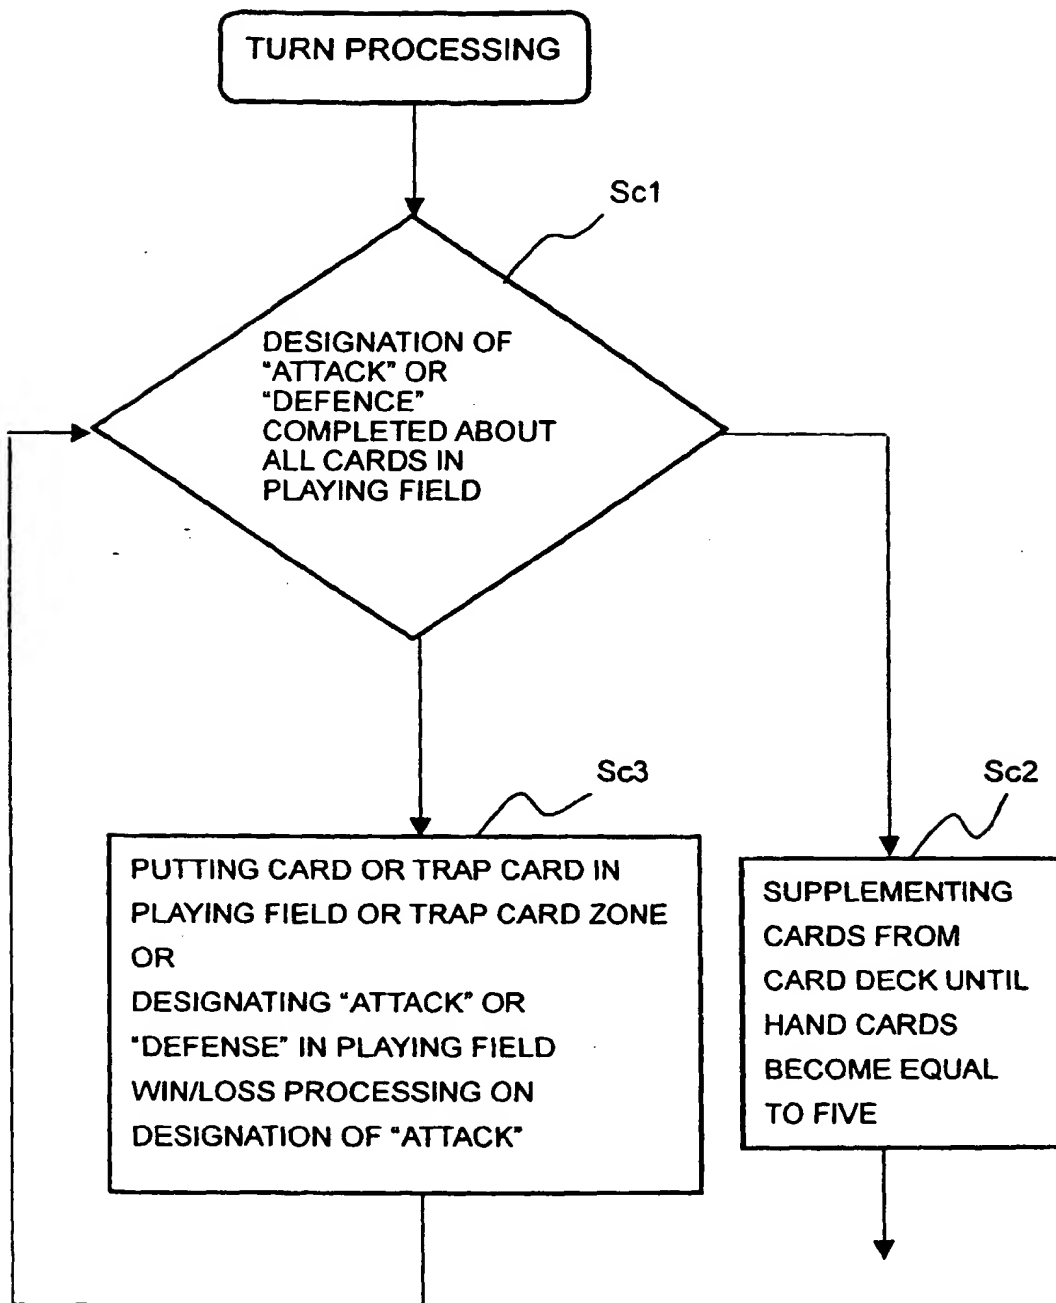 TURN PROCESSING
Sc1
DESIGNATION OF
"ATTACK" OR
"DEFENCE"
COMPLETED ABOUT
ALL CARDS IN
PLAYING FIELD
Sc3
PUTTING CARD OR TRAP CARD IN
PLAYING FIELD OR TRAP CARD ZONE
OR
DESIGNATING "ATTACK" OR
"DEFENSE" IN PLAYING FIELD
WIN/LOSS PROCESSING ON
DESIGNATION OF "ATTACK"
Sc2
SUPPLEMENTING
CARDS FROM
CARD DECK UNTIL
HAND CARDS
BECOME EQUAL
TO FIVE